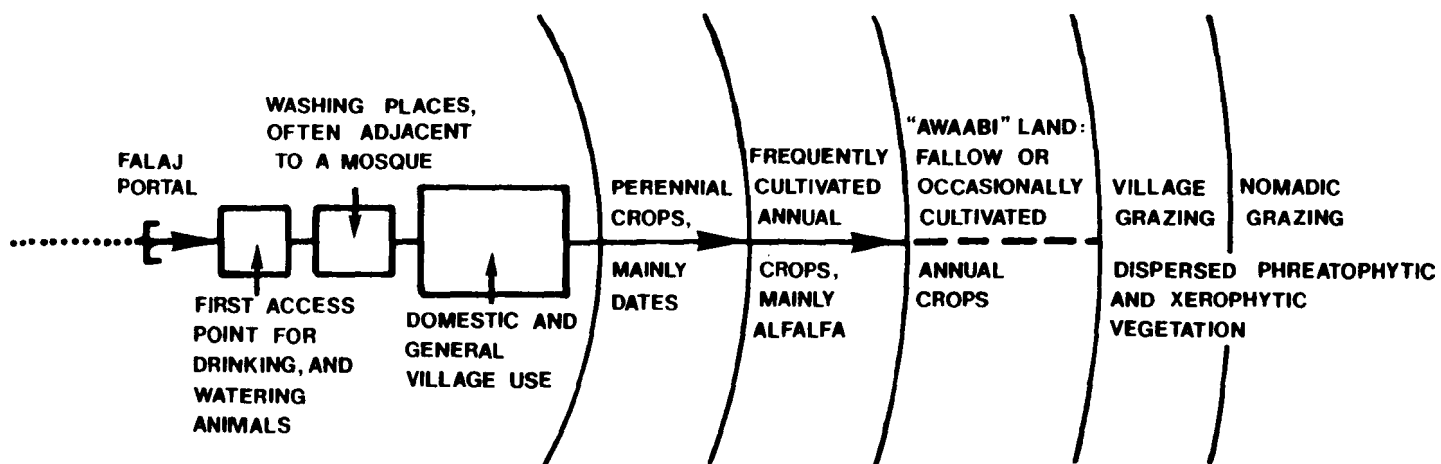 FALAJ
PORTAL
WASHING PLACES,
OFTEN ADJACENT
TO A MOSQUE
FIRST ACCESS
POINT FOR
DRINKING, AND
WATERING
ANIMALS
DOMESTIC AND
GENERAL
VILLAGE USE
PERENNIAL
CROPS,
MAINLY
DATES
FREQUENTLY
CULTIVATED
ANNUAL
CROPS,
MAINLY
ALFALFA
"AWAABI" LAND:
FALLOW OR
OCCASIONALLY
CULTIVATED
ANNUAL
CROPS
VILLAGE
GRAZING
NOMADIC
GRAZING
DISPERSED PHREATOPHYTIC
AND XEROPHYTIC
VEGETATION